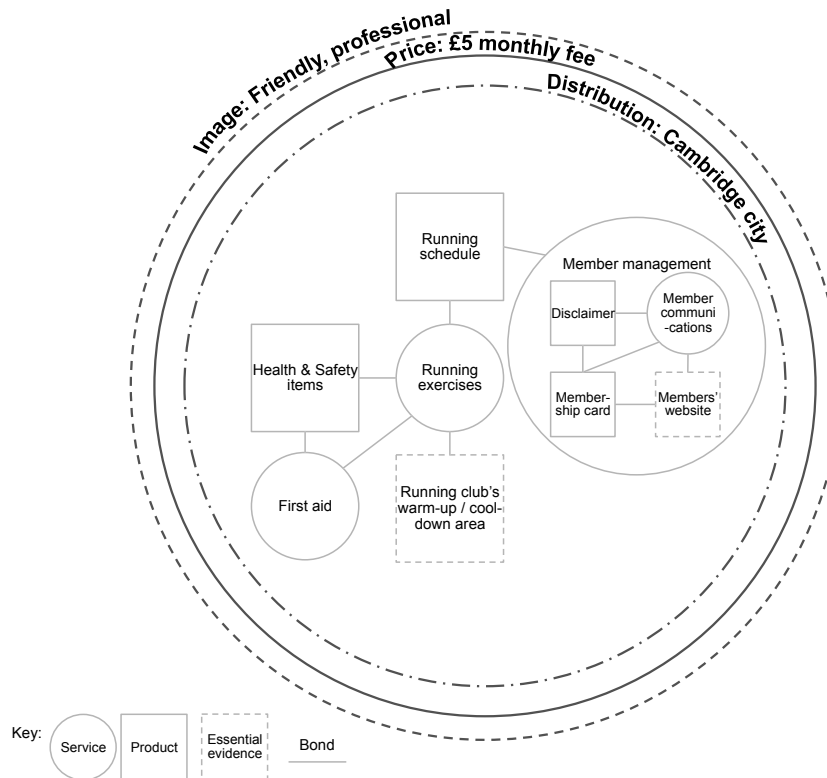 Image: Friendly, professional
Price: £5 monthly fee
Distribution: Cambridge city
Running
schedule
Member management
Disclaimer
Member
communi
-cations
Health & Safety
items
Running
exercises
Member-
ship card
Members'
website
First aid
Running club's
warm-up / cool-
down area
Key:
Service
Product
Essential
evidence
Bond